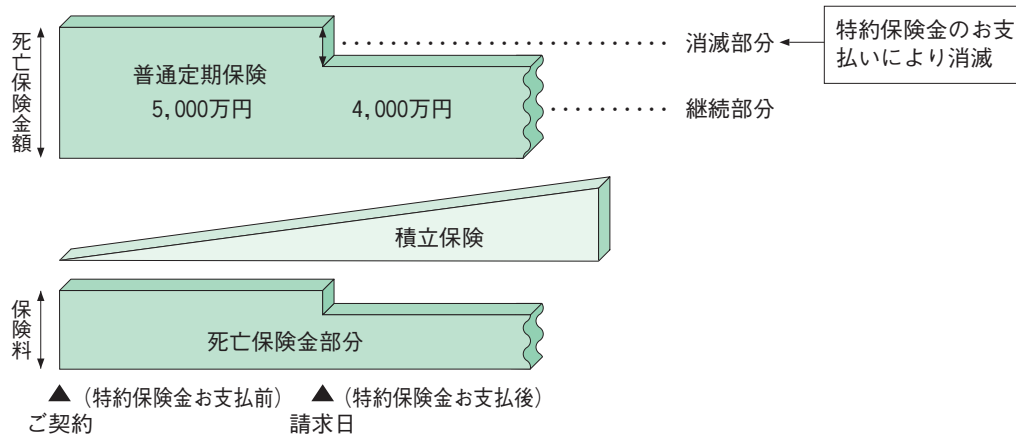 死亡保険金額
普通定期保険
5,000万円
4,000万円
消滅部分
特約保険金のお支
払いにより消滅
継続部分
積立保険
保険料
死亡保険金部分
▲(特約保険金お支払前)
ご契約
▲(特約保険金お支払後)
請求日